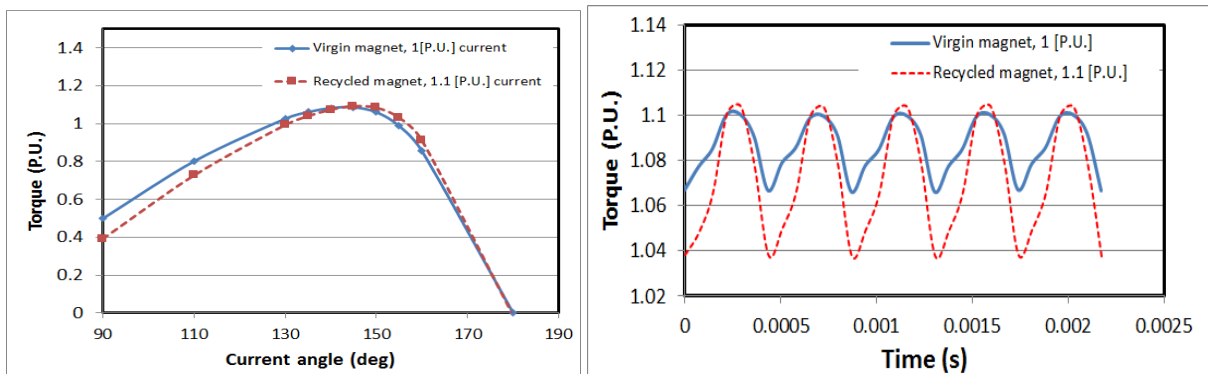 Virgin magnet, 1[P.U.] current
Recycled magnet, 1.1 [P.U.] current
Torque (P.U.)
1.4
1.2
1
0.8
0.6
0.4
0.2
0
90 110 130 150 170 190
Current angle (deg)
Virgin magnet, 1 [P.U.]
Recycled magnet, 1.1 [P.U.]
Torque (P.U.)
1.14
1.12
1.1
1.08
1.06
1.04
1.02
0 0.0005 0.001 0.0015 0.002 0.0025
Time (s)